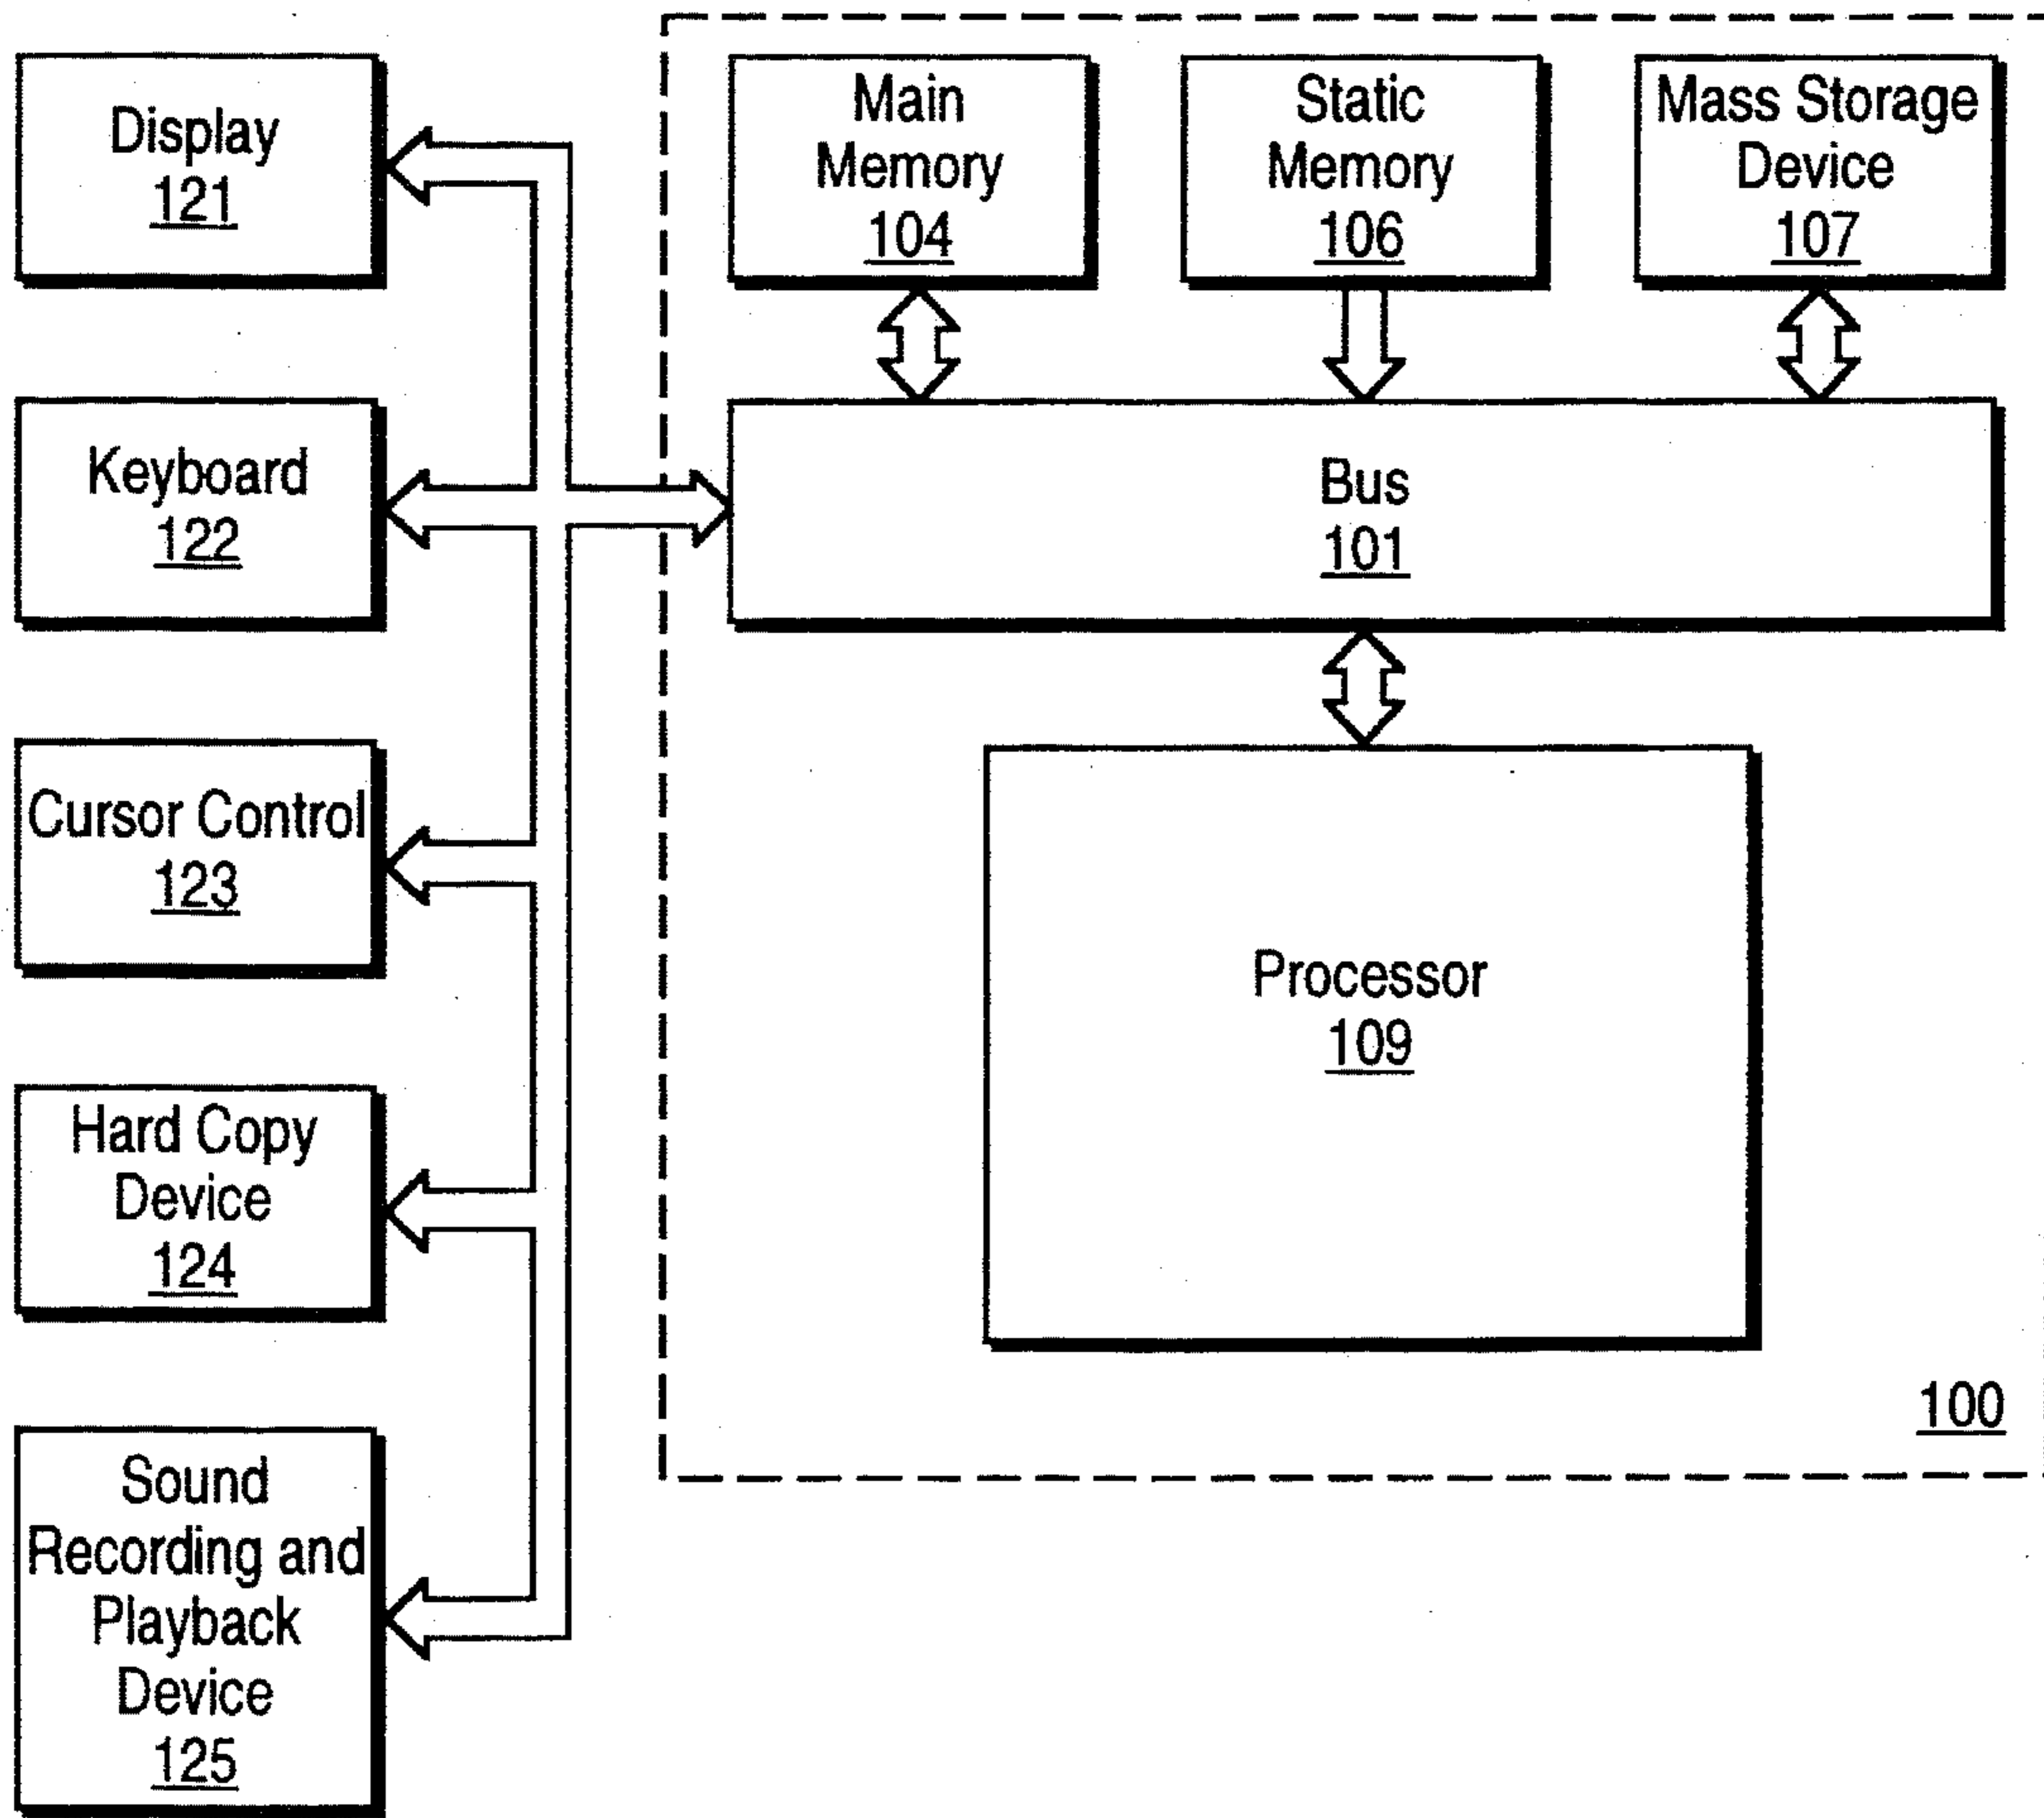 Display
121
Keyboard
122
Cursor Control
123
Hard Copy
Device
124
Sound
Recording and
Playback
Device
125
Main
Memory
104
Static
Memory
106
Mass Storage
Device
107
Bus
101
Processor
109
100